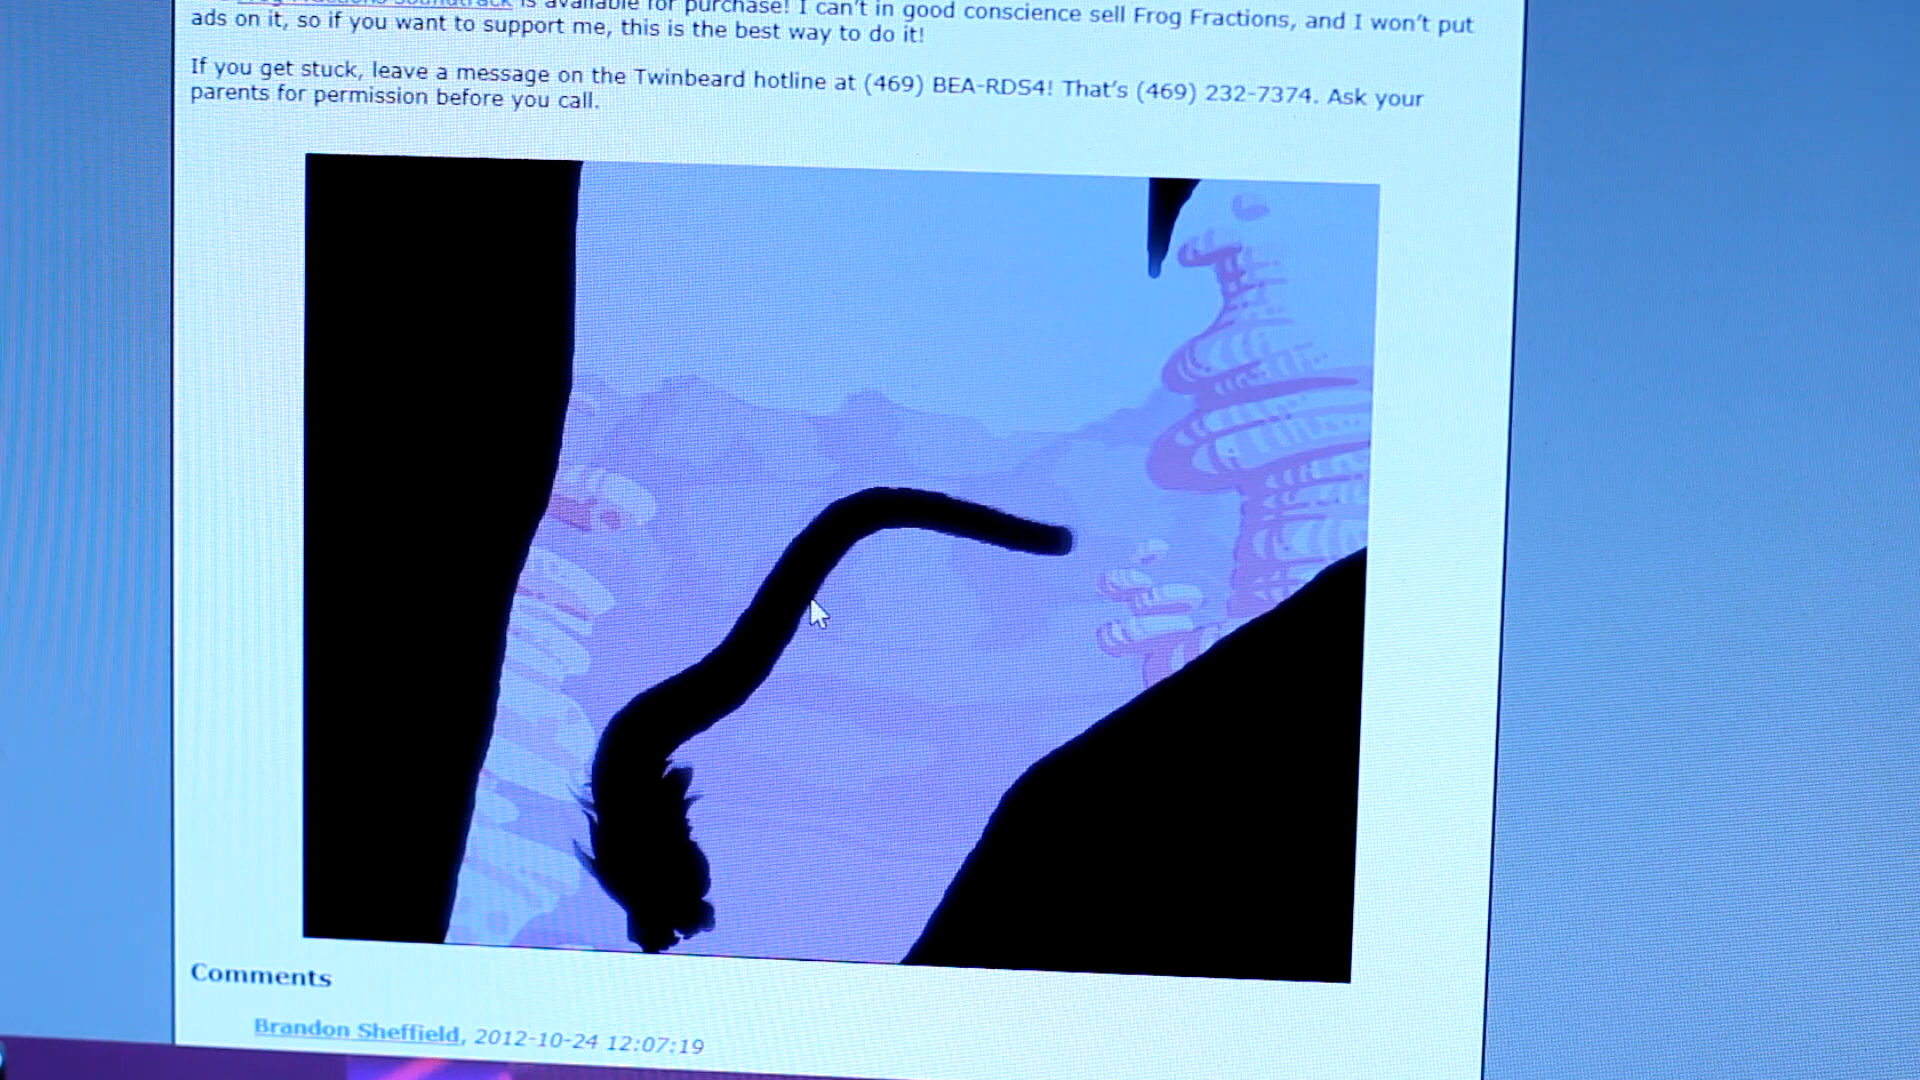 is available for purchase! I can't in good conscience sell Frog Fractions, and I won't put
ads on it, so if you want to support me, this is the best way to do it!
If you get stuck, leave a message on the Twinbeard hotline at (469) BEA-RDS4! That's (469) 232-7374. Ask your
parents for permission before you call.
Comments
Brandon Sheffield, 2012-10-24 12:07:19